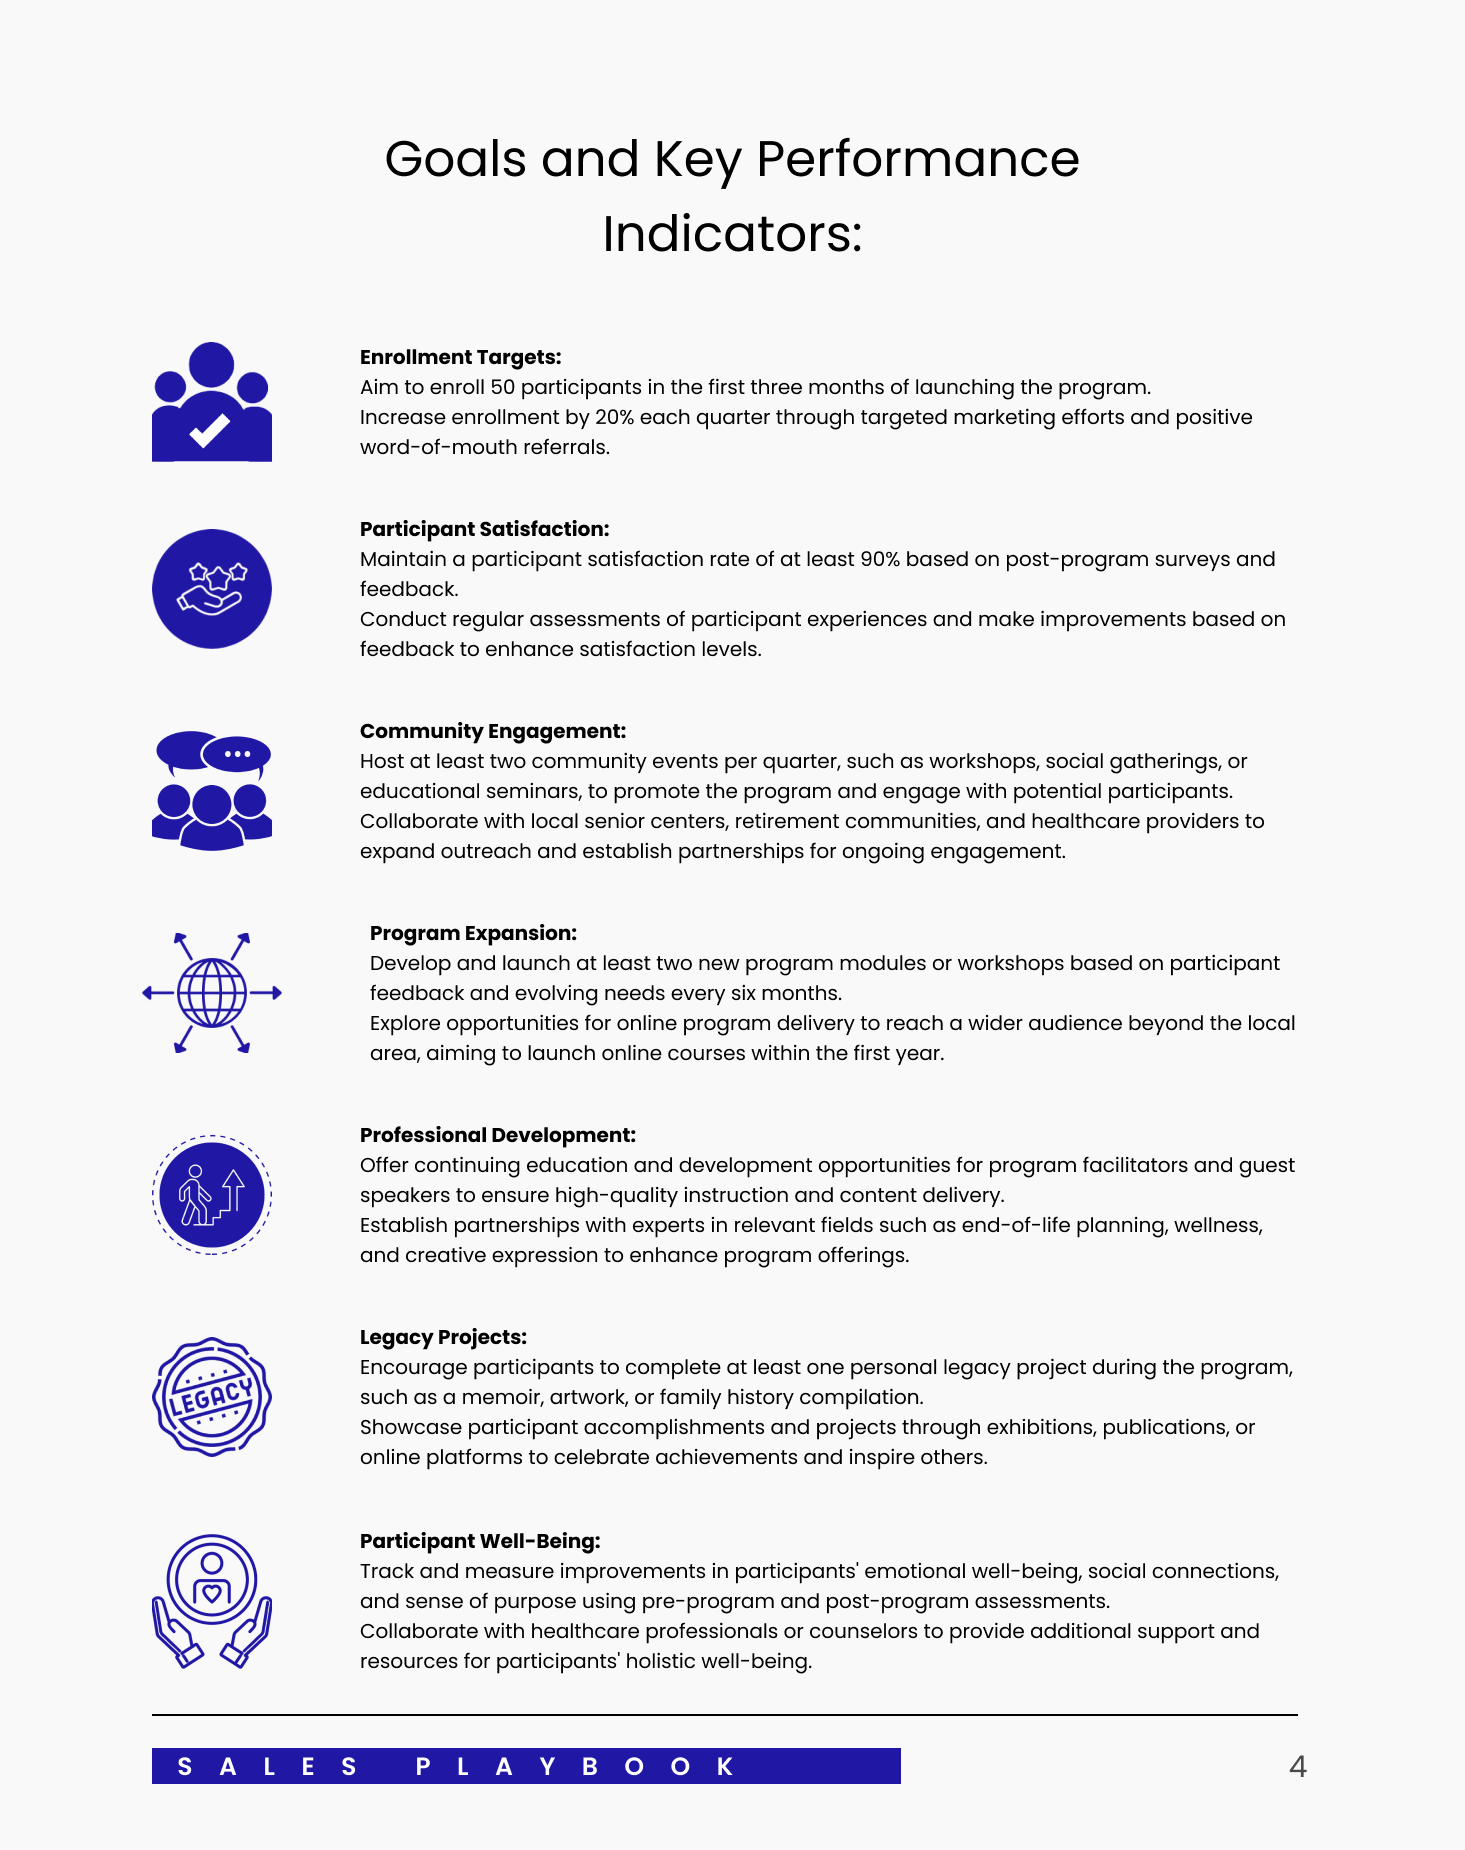 Goals and Key Performance
Indicators:
Enrollment Targets:
Aim to enroll 50 participants in the first three months of launching the program.
Increase enrollment by 20% each quarter through targeted marketing efforts and positive
word-of-mouth referrals.
Participant Satisfaction:
Maintain a participant satisfaction rate of at least 90% based on post-program surveys and
feedback.
Conduct regular assessments of participant experiences and make improvements based on
feedback to enhance satisfaction levels.
Community Engagement:
Host at least two community events per quarter, such as workshops, social gatherings, or
educational seminars, to promote the program and engage with potential participants.
Collaborate with local senior centers, retirement communities, and healthcare providers to
expand outreach and establish partnerships for ongoing engagement.
Program Expansion:
Develop and launch at least two new program modules or workshops based on participant
feedback and evolving needs every six months.
Explore opportunities for online program delivery to reach a wider audience beyond the local
area, aiming to launch online courses within the first year.
Professional Development:
Offer continuing education and development opportunities for program facilitators and guest
speakers to ensure high-quality instruction and content delivery.
Establish partnerships with experts in relevant fields such as end-of-life planning, wellness,
and creative expression to enhance program offerings.
LEGACY
Legacy Projects:
Encourage participants to complete at least one personal legacy project during the program,
such as a memoir, artwork, or family history compilation.
Showcase participant accomplishments and projects through exhibitions, publications, or
online platforms to celebrate achievements and inspire others.
Participant Well-Being:
Track and measure improvements in participants' emotional well-being, social connections,
and sense of purpose using pre-program and post-program assessments.
Collaborate with healthcare professionals or counselors to provide additional support and
resources for participants' holistic well-being.
SALES PLAYBOOK
4